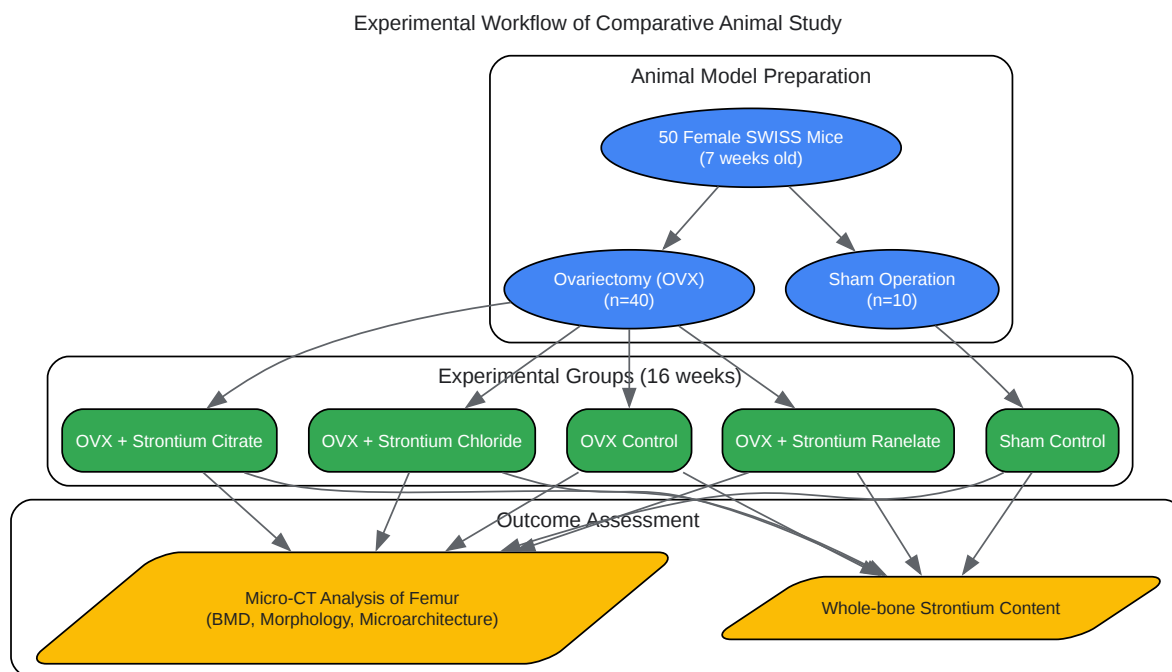 Experimental Workflow of Comparative Animal Study
Animal Model Preparation
50 Female SWISS Mice
(7 weeks old)
Ovariectomy (OVX)
(n=40)
Sham Operation
(n=10)
Experimental Groups (16 weeks)
OVX + Strontium Citrate
OVX + Strontium Chloride
OVX Control
OVX + Strontium Ranelate
Sham Control
Outcome Assessment
Micro-CT Analysis of Femur
(BMD, Morphology, Microarchitecture)
Whole-bone Strontium Content